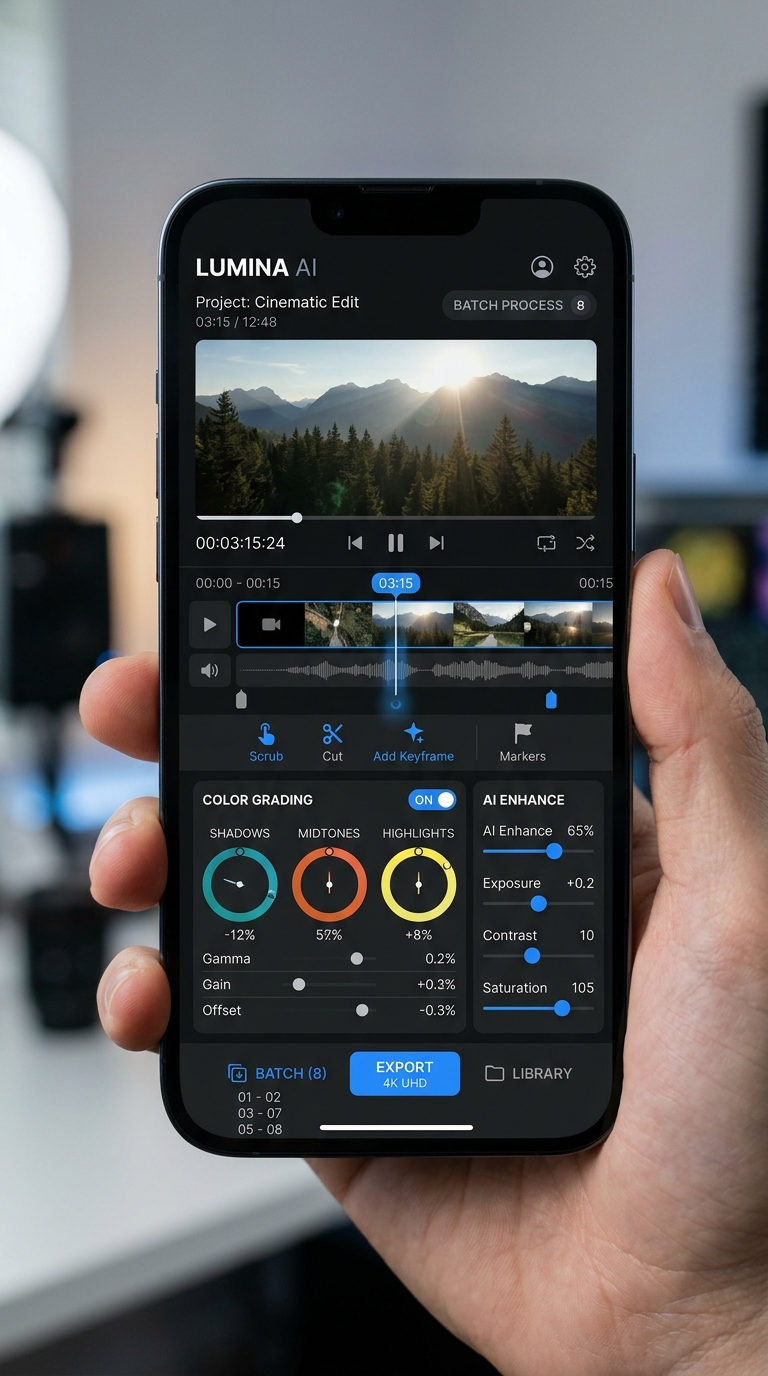 LUMINA AI
Project: Cinematic Edit
BATCH PROCESS 8
03:15 / 12:48
00:03:15:24
00:00 - 00:15
03:15
00:15
Scrub
Cut
Add Keyframe
Markers
COLOR GRADING
ON
SHADOWS
MIDTONES
HIGHLIGHTS
-12%
+8%
Gamma
0.2%
Gain
+0.3%
Offset
-0.3%
AI ENHANCE
AI Enhance
65%
Exposure
+0.2
Contrast
10
Saturation
105
BATCH (8)
01 - 02
03 - 07
05 - 08
EXPORT
4K UHD
LIBRARY